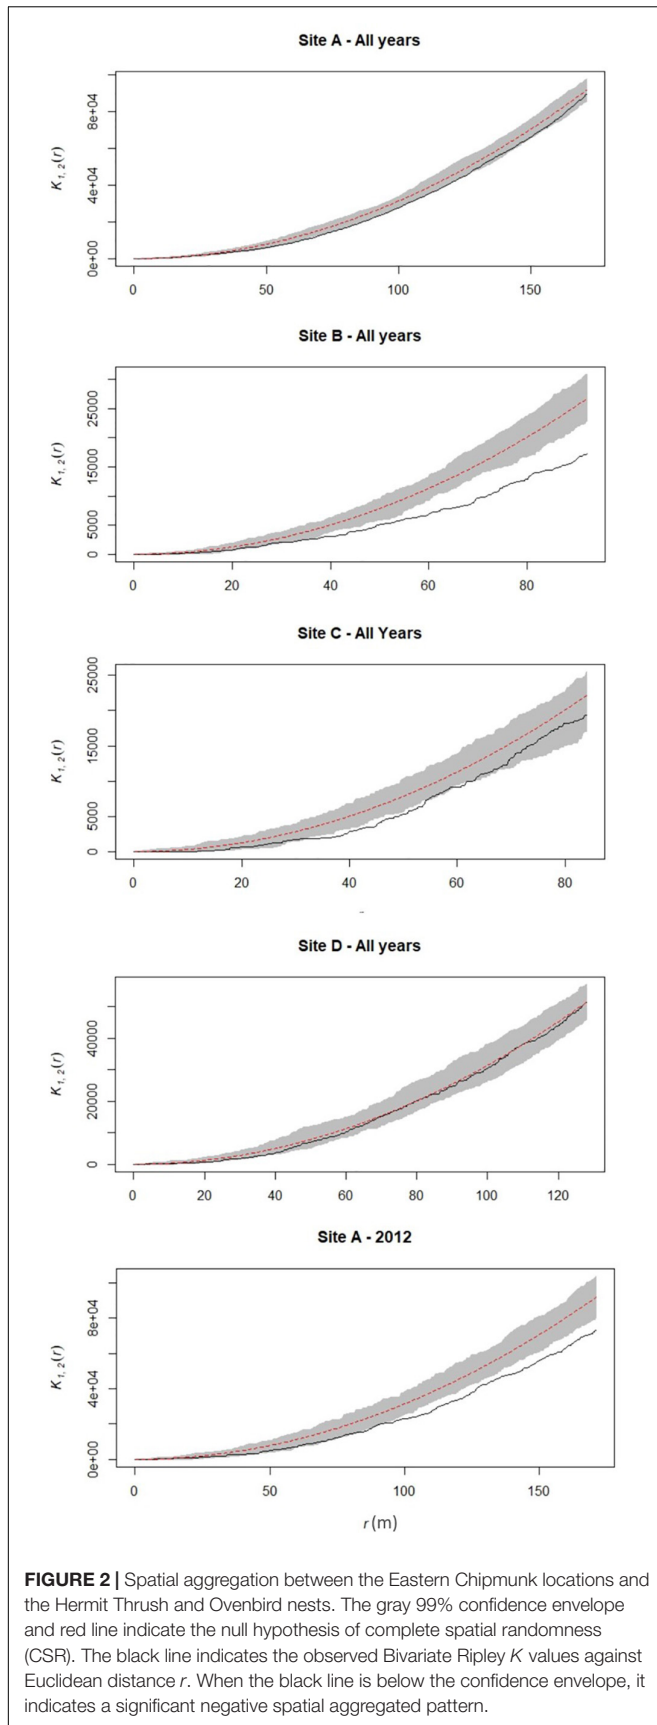 Site A - All years
K1, 2(r)
0e+00 4e+04 8e+04
0 50 100 150
Site B - All years
K1, 2(r)
0 5000 15000 25000
0 20 40 60 80
Site C - All Years
K1, 2(r)
0 5000 15000 25000
0 20 40 60 80
Site D - All years
K1, 2(r)
0 20000 40000
0 20 40 60 80 100 120
Site A - 2012
K1, 2(r)
0e+00 4e+04 8e+04
0 50 100 150
r (m)
FIGURE 2 | Spatial aggregation between the Eastern Chipmunk locations and
the Hermit Thrush and Ovenbird nests. The gray 99% confidence envelope
and red line indicate the null hypothesis of complete spatial randomness
(CSR). The black line indicates the observed Bivariate Ripley K values against
Euclidean distance r. When the black line is below the confidence envelope, it
indicates a significant negative spatial aggregated pattern.